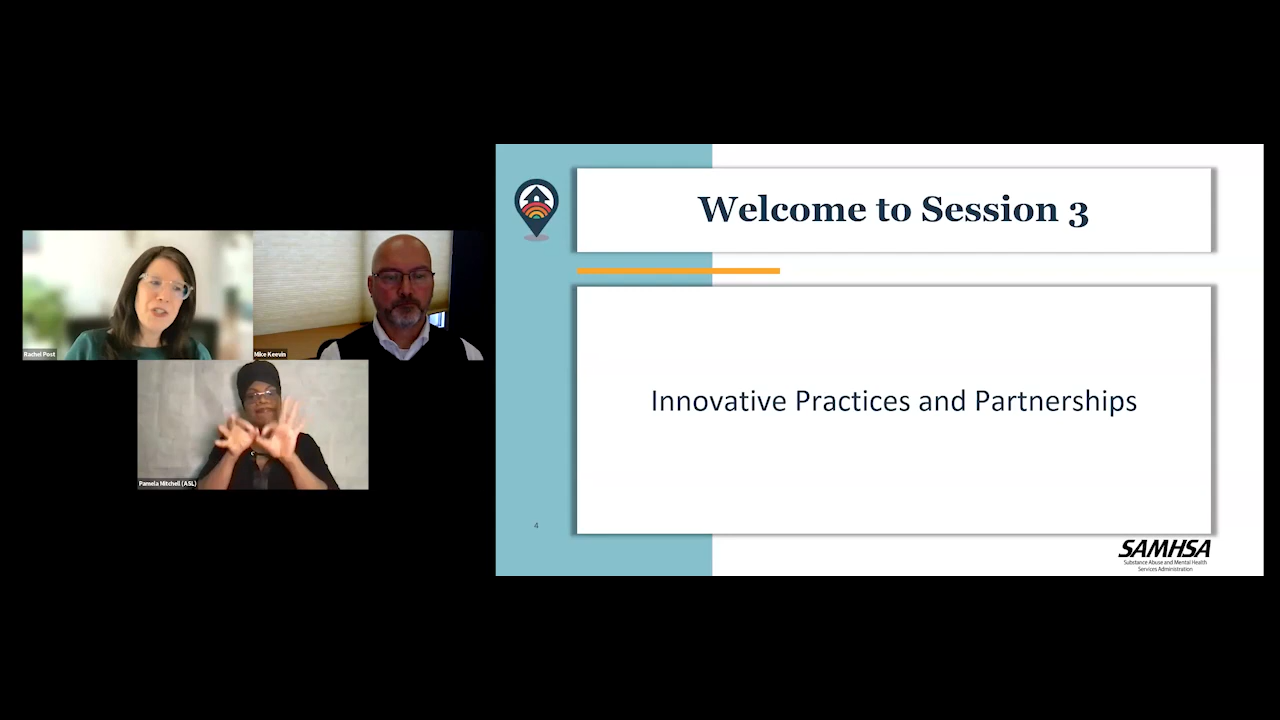 Rachel Post
Mike Keevin
Pamela Mitchell (ASL)
Welcome to Session 3
Innovative Practices and Partnerships
4
SAMHSA
Substance Abuse and Mental Health
Services Administration